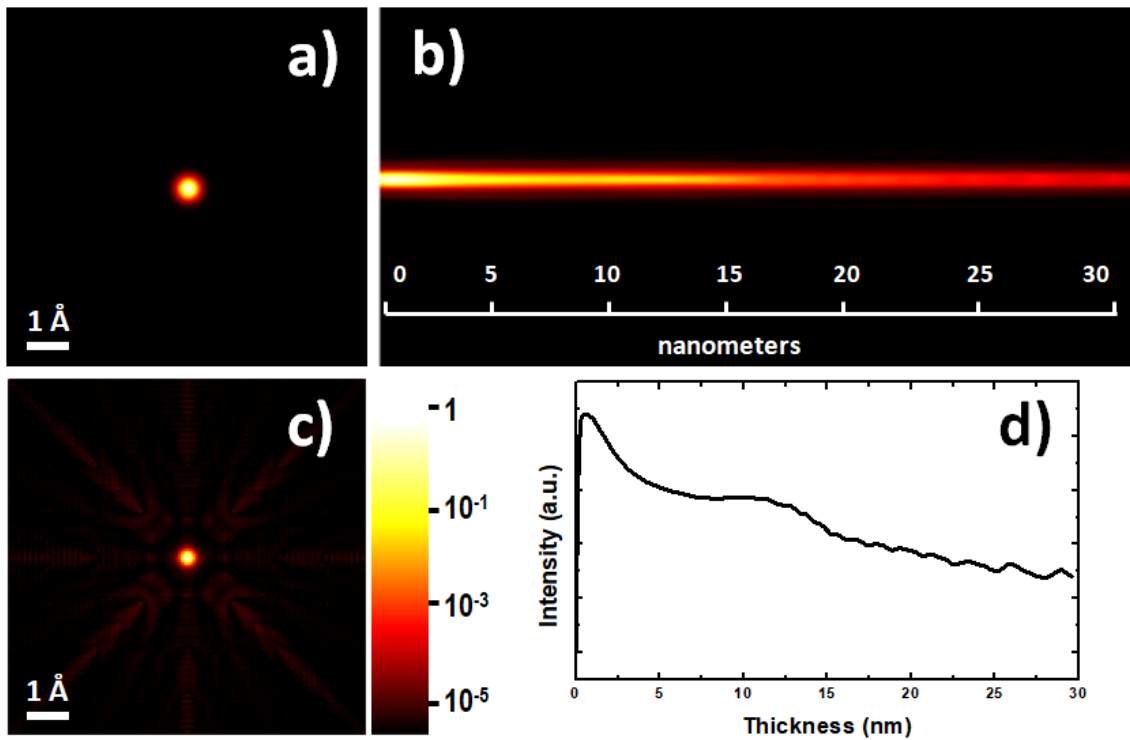 a)
1 Å
b)
0 5 10 15 20 25 30
nanometers
c)
1 Å
1
10⁻¹
10⁻³
10⁻⁵
d)
Intensity (a.u.)
0 5 10 15 20 25 30
Thickness (nm)